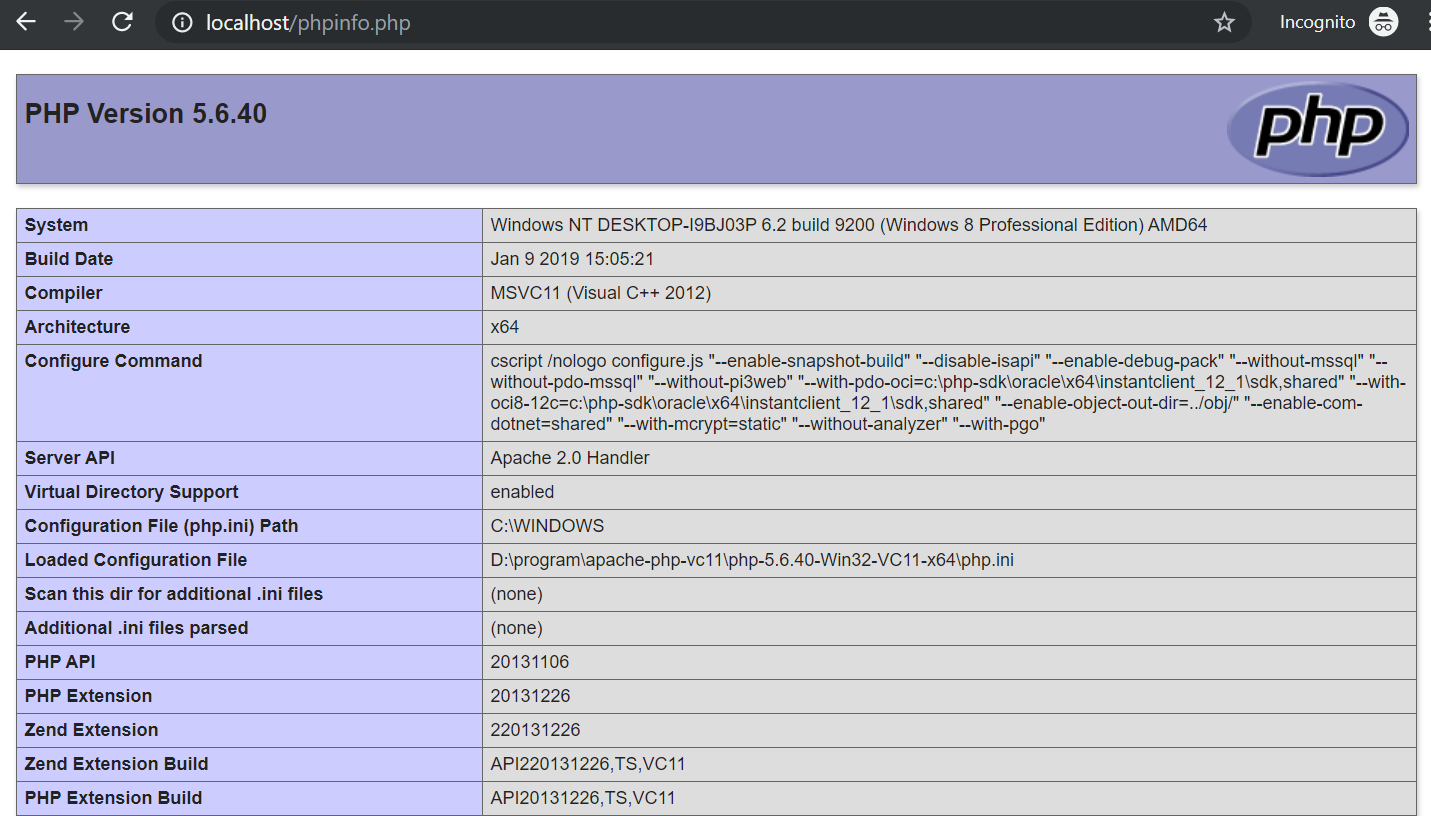 localhost/phpinfo.php
Incognito
PHP Version 5.6.40
php
System Windows NT DESKTOP-I9BJ03P 6.2 build 9200 (Windows 8 Professional Edition) AMD64
Build Date Jan 9 2019 15:05:21
Compiler MSVC11 (Visual C++ 2012)
Architecture x64
Configure Command cscript /nologo configure.js "--enable-snapshot-build" "--disable-isapi" "--enable-debug-pack" "--without-mssql" "--
without-pdo-mssql" "--without-pi3web" "--with-pdo-oci=c:\php-sdk\oracle\x64\instantclient_12_1\sdk,shared" "--with-
oci8-12c=c:\php-sdk\oracle\x64\instantclient_12_1\sdk,shared" "--enable-object-out-dir=../obj/" "--enable-com-
dotnet=shared" "--with-mcrypt=static" "--without-analyzer" "--with-pgo"
Server API Apache 2.0 Handler
Virtual Directory Support enabled
Configuration File (php.ini) Path C:\WINDOWS
Loaded Configuration File D:\program\apache-php-vc11\php-5.6.40-Win32-VC11-x64\php.ini
Scan this dir for additional .ini files (none)
Additional .ini files parsed (none)
PHP API 20131106
PHP Extension 20131226
Zend Extension 220131226
Zend Extension Build API220131226,TS,VC11
PHP Extension Build API20131226,TS,VC11